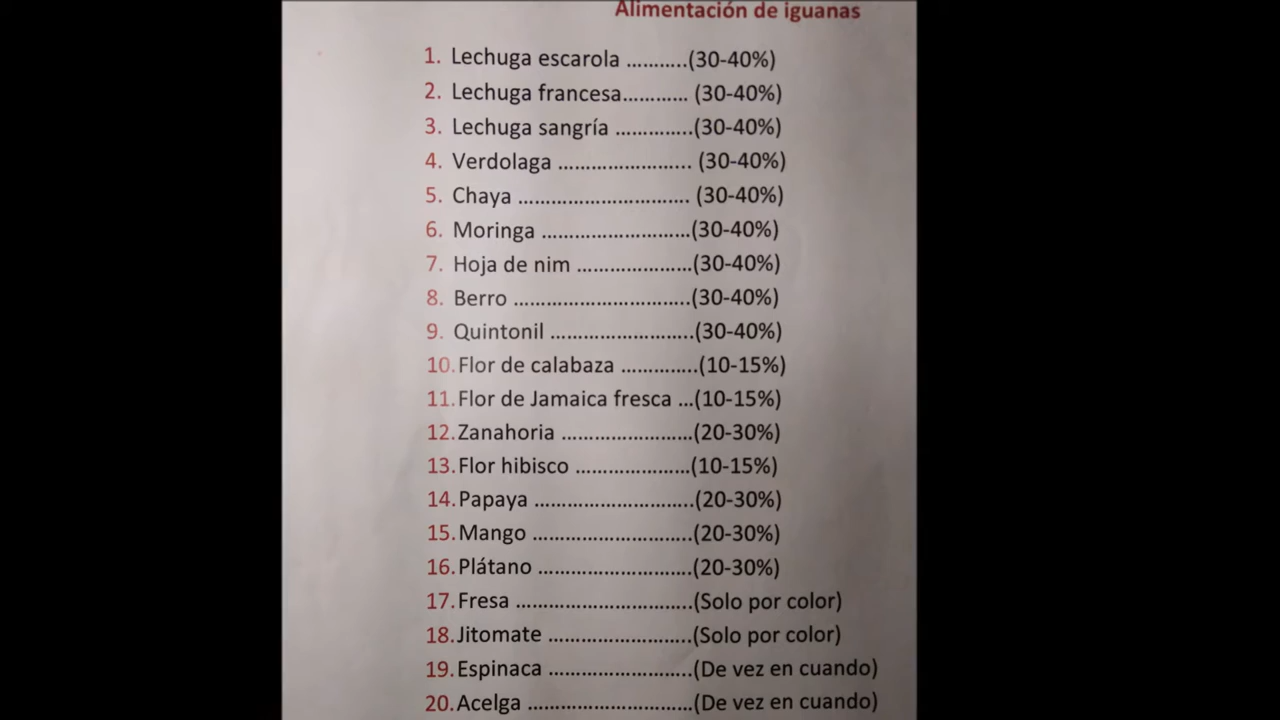 Alimentación de iguanas
1. Lechuga escarola ...........(30-40%)
2. Lechuga francesa............ (30-40%)
3. Lechuga sangría ..............(30-40%)
4. Verdolaga ........................ (30-40%)
5. Chaya ............................... (30-40%)
6. Moringa ...........................(30-40%)
7. Hoja de nim .....................(30-40%)
8. Berro ................................(30-40%)
9. Quintonil ..........................(30-40%)
10. Flor de calabaza ..............(10-15%)
11. Flor de Jamaica fresca ...(10-15%)
12. Zanahoria ........................(20-30%)
13. Flor hibisco .....................(10-15%)
14. Papaya .............................(20-30%)
15. Mango .............................(20-30%)
16. Plátano ............................(20-30%)
17. Fresa ................................(Solo por color)
18. Jitomate ..........................(Solo por color)
19. Espinaca ..........................(De vez en cuando)
20. Acelga ..............................(De vez en cuando)